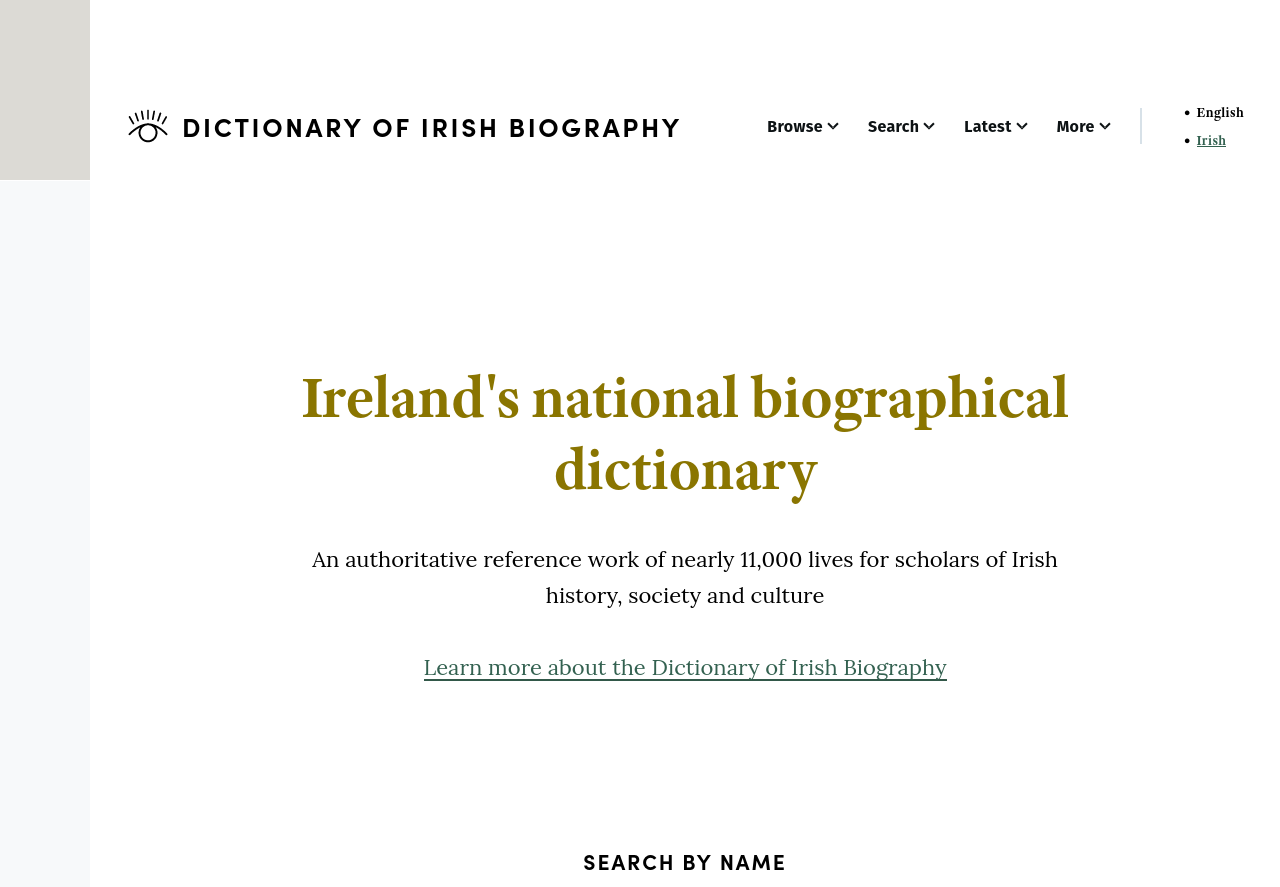 DICTIONARY OF IRISH BIOGRAPHY
Browse
Search
Latest
More
English
Irish
Ireland's national biographical
dictionary
An authoritative reference work of nearly 11,000 lives for scholars of Irish
history, society and culture
Learn more about the Dictionary of Irish Biography
SEARCH BY NAME